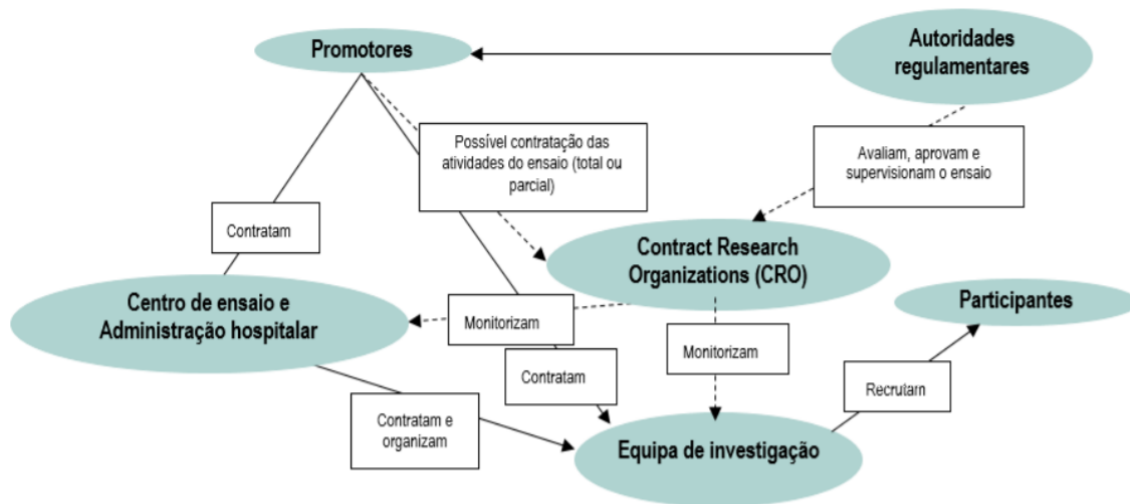 Promotores
Autoridades
regulamentares
Possível contratação das
atividades do ensaio (total ou
parcial)
Avaliam, aprovam e
supervisionam o ensaio
Contratam
Contract Research
Organizations (CRO)
Centro de ensaio e
Administração hospitalar
Participantes
Monitorizam
Monitorizam
Contratam
Recrutam
Contratam e
organizam
Equipa de investigação